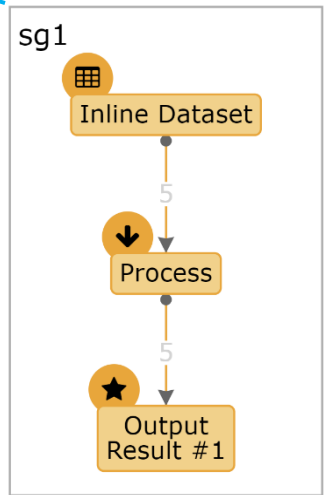 sg1
Inline Dataset
5
Process
5
Output
Result #1